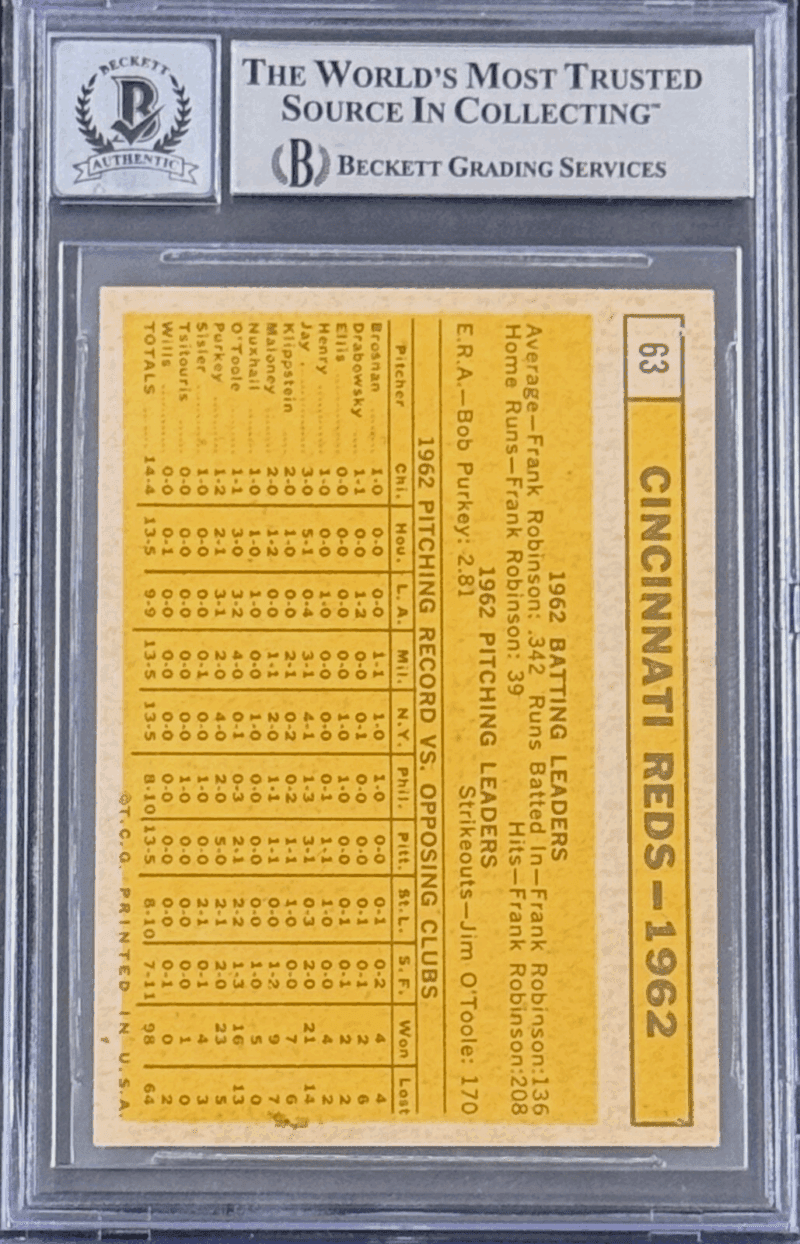 BECKETT
B
AUTHENTIC
THE WORLD'S MOST TRUSTED
SOURCE IN COLLECTING™
B BECKETT GRADING SERVICES
63 CINCINNATI REDS—1962
1962 BATTING LEADERS
Average—Frank Robinson: .342 Runs Batted In—Frank Robinson:136
Home Runs—Frank Robinson: 39 Hits—Frank Robinson:208
1962 PITCHING LEADERS
E.R.A.—Bob Purkey: 2.81 Strikeouts—Jim O'Toole: 170
1962 PITCHING RECORD VS. OPPOSING CLUBS
Pitcher Chi. Hou. L.A. Mil. N.Y. Phil. Pitt. St.L. S.F. Won Lost
Brosnan 1-0 0-0 0-0 1-1 1-0 1-0 0-0 0-1 0-2 4 4
Drabowsky 1-1 0-0 1-2 0-0 0-1 0-0 0-0 0-1 0-1 2 6
Ellis 0-0 0-0 0-0 0-0 1-0 1-0 0-0 0-1 0-1 2 2
Henry 1-0 0-0 1-0 0-0 0-0 0-1 1-1 1-0 0-0 4 2
Jay 3-0 5-1 0-4 3-1 4-1 1-3 3-1 0-3 2-0 21 14
Klippstein 2-0 1-0 0-0 2-1 0-2 0-2 1-1 1-0 0-0 7 6
Maloney 2-0 1-2 0-0 1-1 2-0 1-1 1-1 0-0 1-2 9 7
Nuxhall 1-0 1-0 1-0 0-0 1-0 0-0 0-0 0-0 1-0 5 0
O'Toole 1-1 3-0 3-2 4-0 0-1 0-3 2-1 2-2 1-3 16 13
Purkey 1-2 2-1 3-1 2-0 4-0 2-0 5-0 2-1 2-0 23 5
Sisler 1-0 0-0 0-0 0-1 0-0 1-0 0-0 2-1 0-1 4 3
Tsitouris 0-0 0-0 0-0 0-0 0-0 1-0 0-0 0-0 0-0 1 0
Wills 0-0 0-1 0-0 0-0 0-0 0-0 0-0 0-0 0-1 0 2
TOTALS 14-4 13-5 9-9 13-5 13-5 8-10 13-5 8-10 7-11 98 64
©T.C.G. PRINTED IN U.S.A.